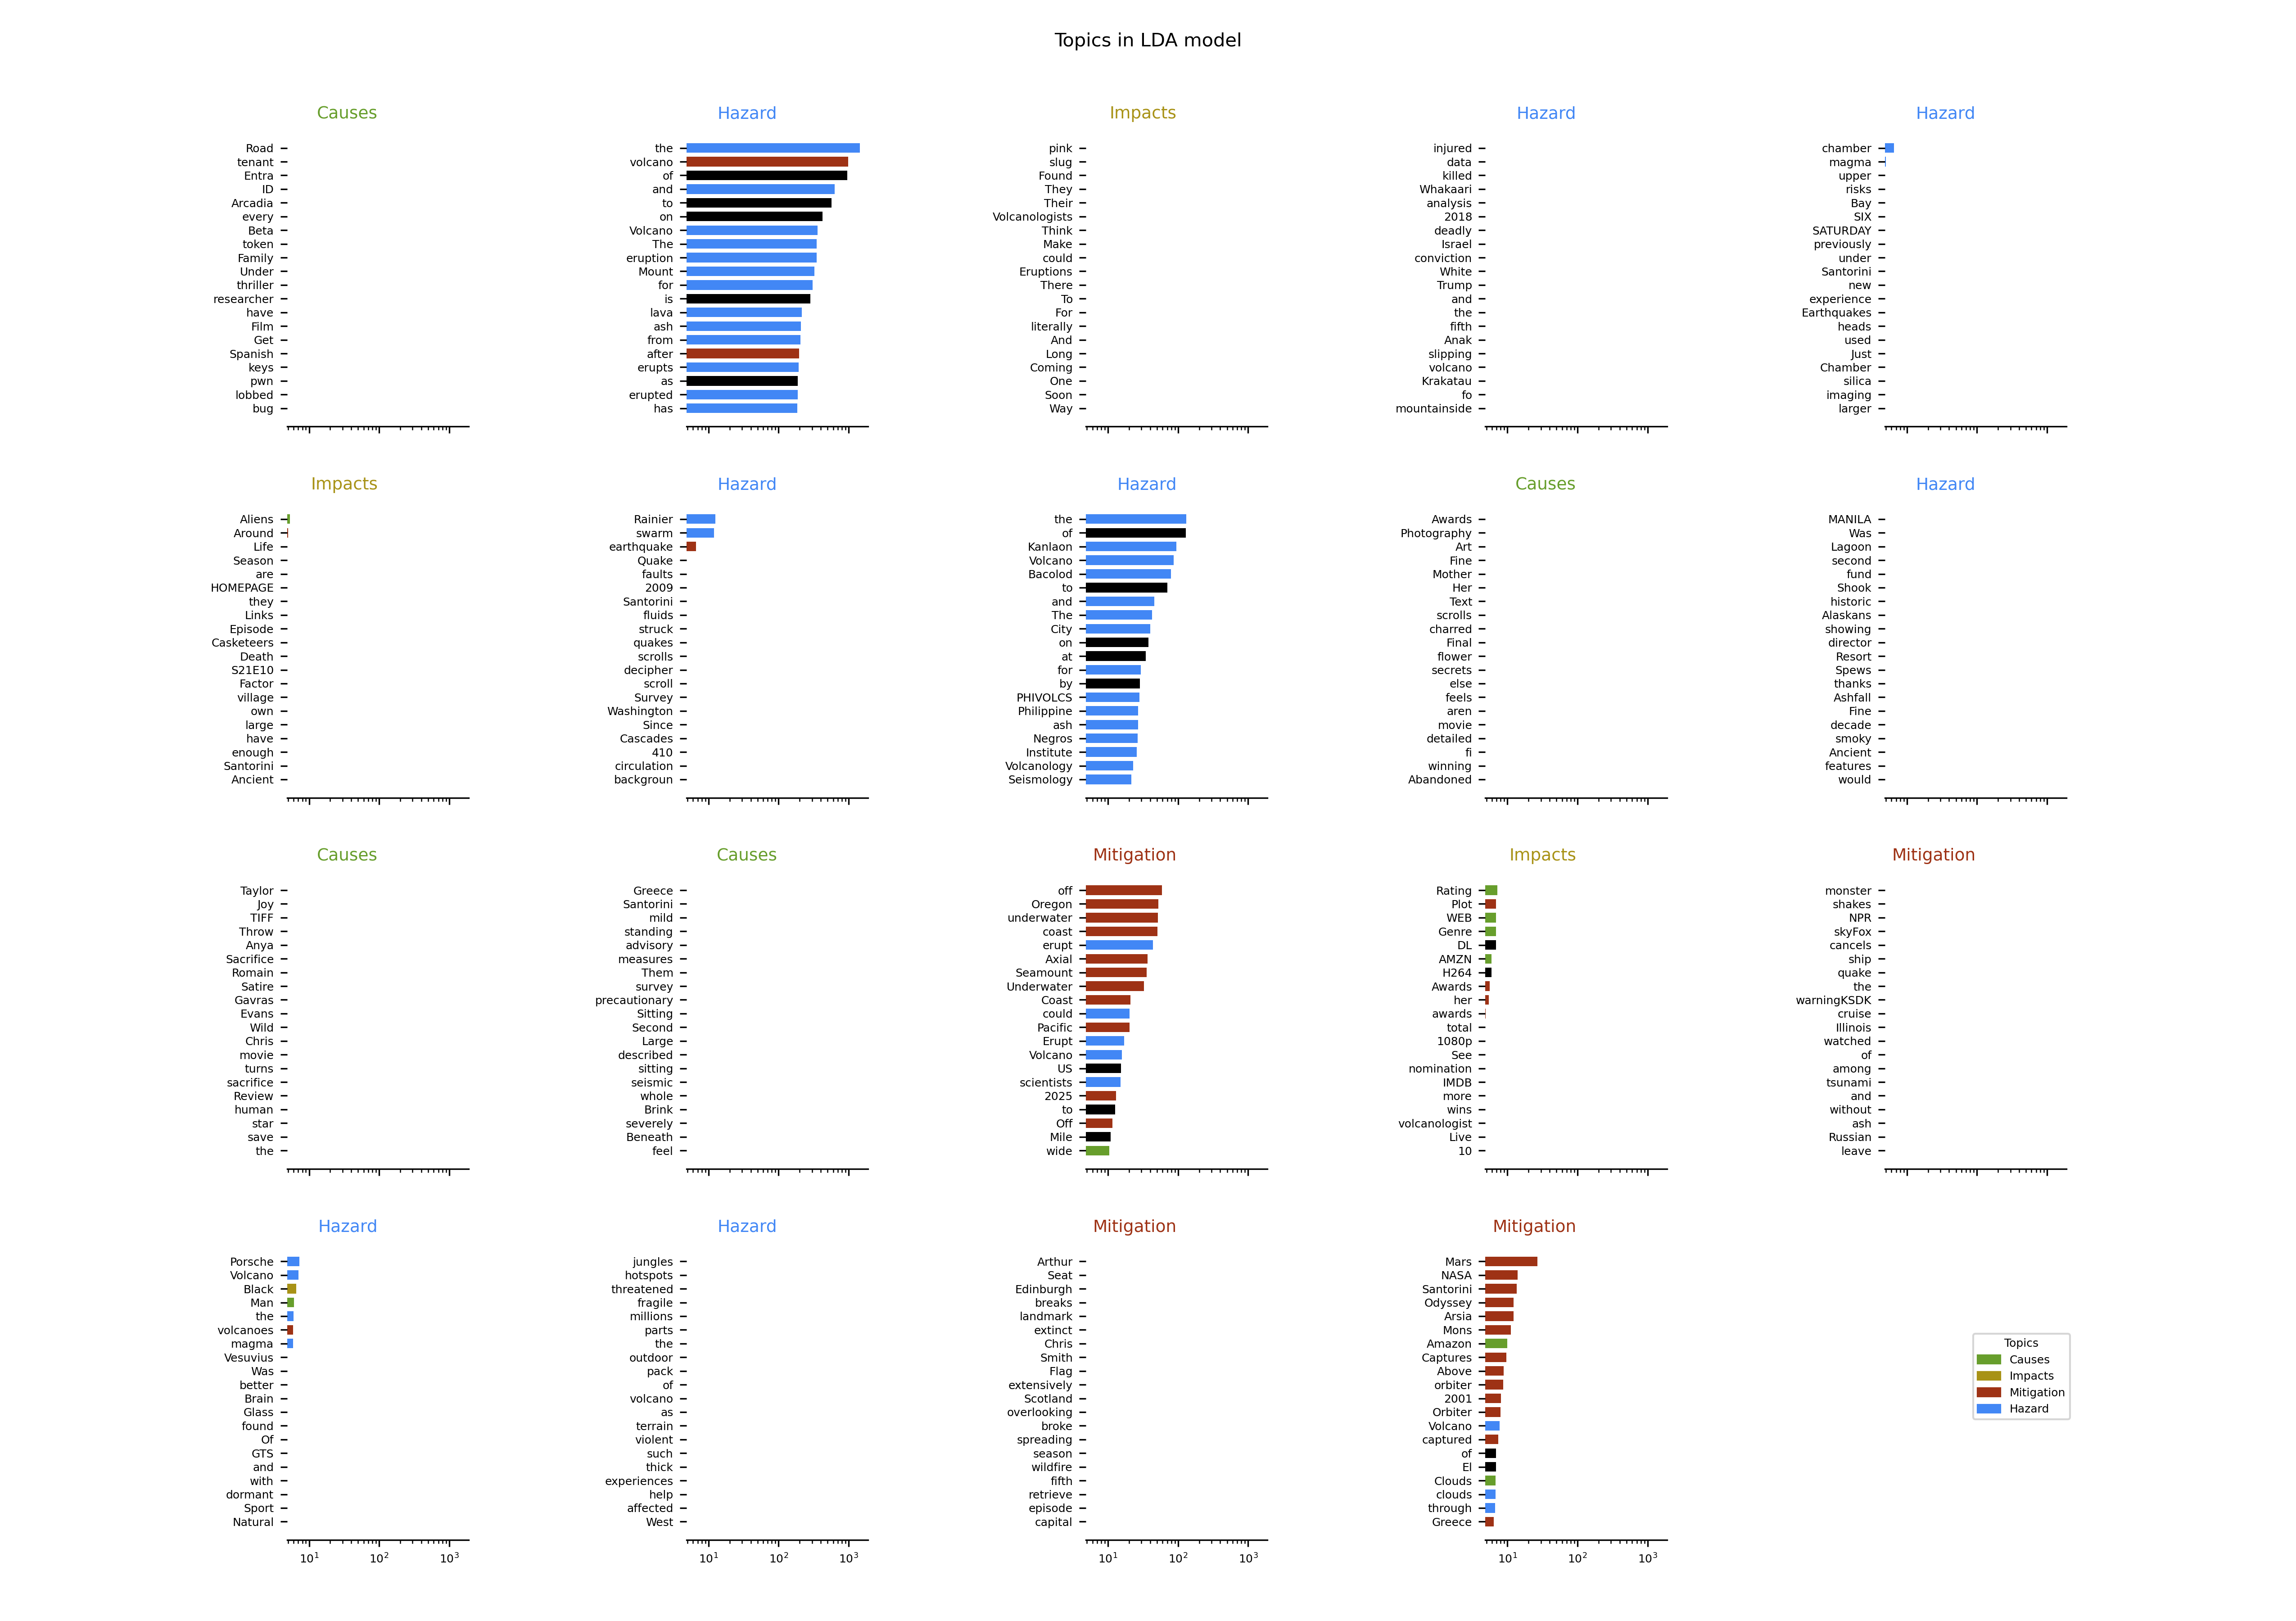 Topics in LDA model
Causes
Road
tenant
Entra
ID
Arcadia
every
Beta
token
Family
Under
thriller
researcher
have
Film
Get
Spanish
keys
pwn
lobbed
bug
Hazard
the
volcano
of
and
to
on
Volcano
The
eruption
Mount
for
is
lava
ash
from
after
erupts
as
erupted
has
Impacts
pink
slug
Found
They
Their
Volcanologists
Think
Make
could
Eruptions
There
To
For
literally
And
Long
Coming
One
Soon
Way
Hazard
injured
data
killed
Whakaari
analysis
2018
deadly
Israel
conviction
White
Trump
and
the
fifth
Anak
slipping
volcano
Krakatau
fo
mountainside
Hazard
chamber
magma
upper
risks
Bay
SIX
SATURDAY
previously
under
Santorini
new
experience
Earthquakes
heads
used
Just
Chamber
silica
imaging
larger
Impacts
Aliens
Around
Life
Season
are
HOMEPAGE
they
Links
Episode
Casketeers
Death
S21E10
Factor
village
own
large
have
enough
Santorini
Ancient
Hazard
Rainier
swarm
earthquake
Quake
faults
2009
Santorini
fluids
struck
quakes
scrolls
decipher
scroll
Survey
Washington
Since
Cascades
410
circulation
backgroun
Hazard
the
of
Kanlaon
Volcano
Bacolod
to
and
The
City
on
at
for
by
PHIVOLCS
Philippine
ash
Negros
Institute
Volcanology
Seismology
Causes
Awards
Photography
Art
Fine
Mother
Her
Text
scrolls
charred
Final
flower
secrets
else
feels
aren
movie
detailed
fi
winning
Abandoned
Hazard
MANILA
Was
Lagoon
second
fund
Shook
historic
Alaskans
showing
director
Resort
Spews
thanks
Ashfall
Fine
decade
smoky
Ancient
features
would
Causes
Taylor
Joy
TIFF
Throw
Anya
Sacrifice
Romain
Satire
Gavras
Evans
Wild
Chris
movie
turns
sacrifice
Review
human
star
save
the
Causes
Greece
Santorini
mild
standing
advisory
measures
Them
survey
precautionary
Sitting
Second
Large
described
sitting
seismic
whole
Brink
severely
Beneath
feel
Mitigation
off
Oregon
underwater
coast
erupt
Axial
Seamount
Underwater
Coast
could
Pacific
Erupt
Volcano
US
scientists
2025
to
Off
Mile
wide
Impacts
Rating
Plot
WEB
Genre
DL
AMZN
H264
Awards
her
awards
total
1080p
See
nomination
IMDB
more
wins
volcanologist
Live
10
Mitigation
monster
shakes
NPR
skyFox
cancels
ship
quake
the
warningKSDK
cruise
Illinois
watched
of
among
tsunami
and
without
ash
Russian
leave
Hazard
Porsche
Volcano
Black
Man
the
volcanoes
magma
Vesuvius
Was
better
Brain
Glass
found
Of
GTS
and
with
dormant
Sport
Natural
10¹ 10² 10³
Hazard
jungles
hotspots
threatened
fragile
millions
parts
the
outdoor
pack
of
volcano
as
terrain
violent
such
thick
experiences
help
affected
West
10¹ 10² 10³
Mitigation
Arthur
Seat
Edinburgh
breaks
landmark
extinct
Chris
Smith
Flag
extensively
Scotland
overlooking
broke
spreading
season
wildfire
fifth
retrieve
episode
capital
10¹ 10² 10³
Mitigation
Mars
NASA
Santorini
Odyssey
Arsia
Mons
Amazon
Captures
Above
orbiter
2001
Orbiter
Volcano
captured
of
El
Clouds
clouds
through
Greece
10¹ 10² 10³
Topics
Causes
Impacts
Mitigation
Hazard